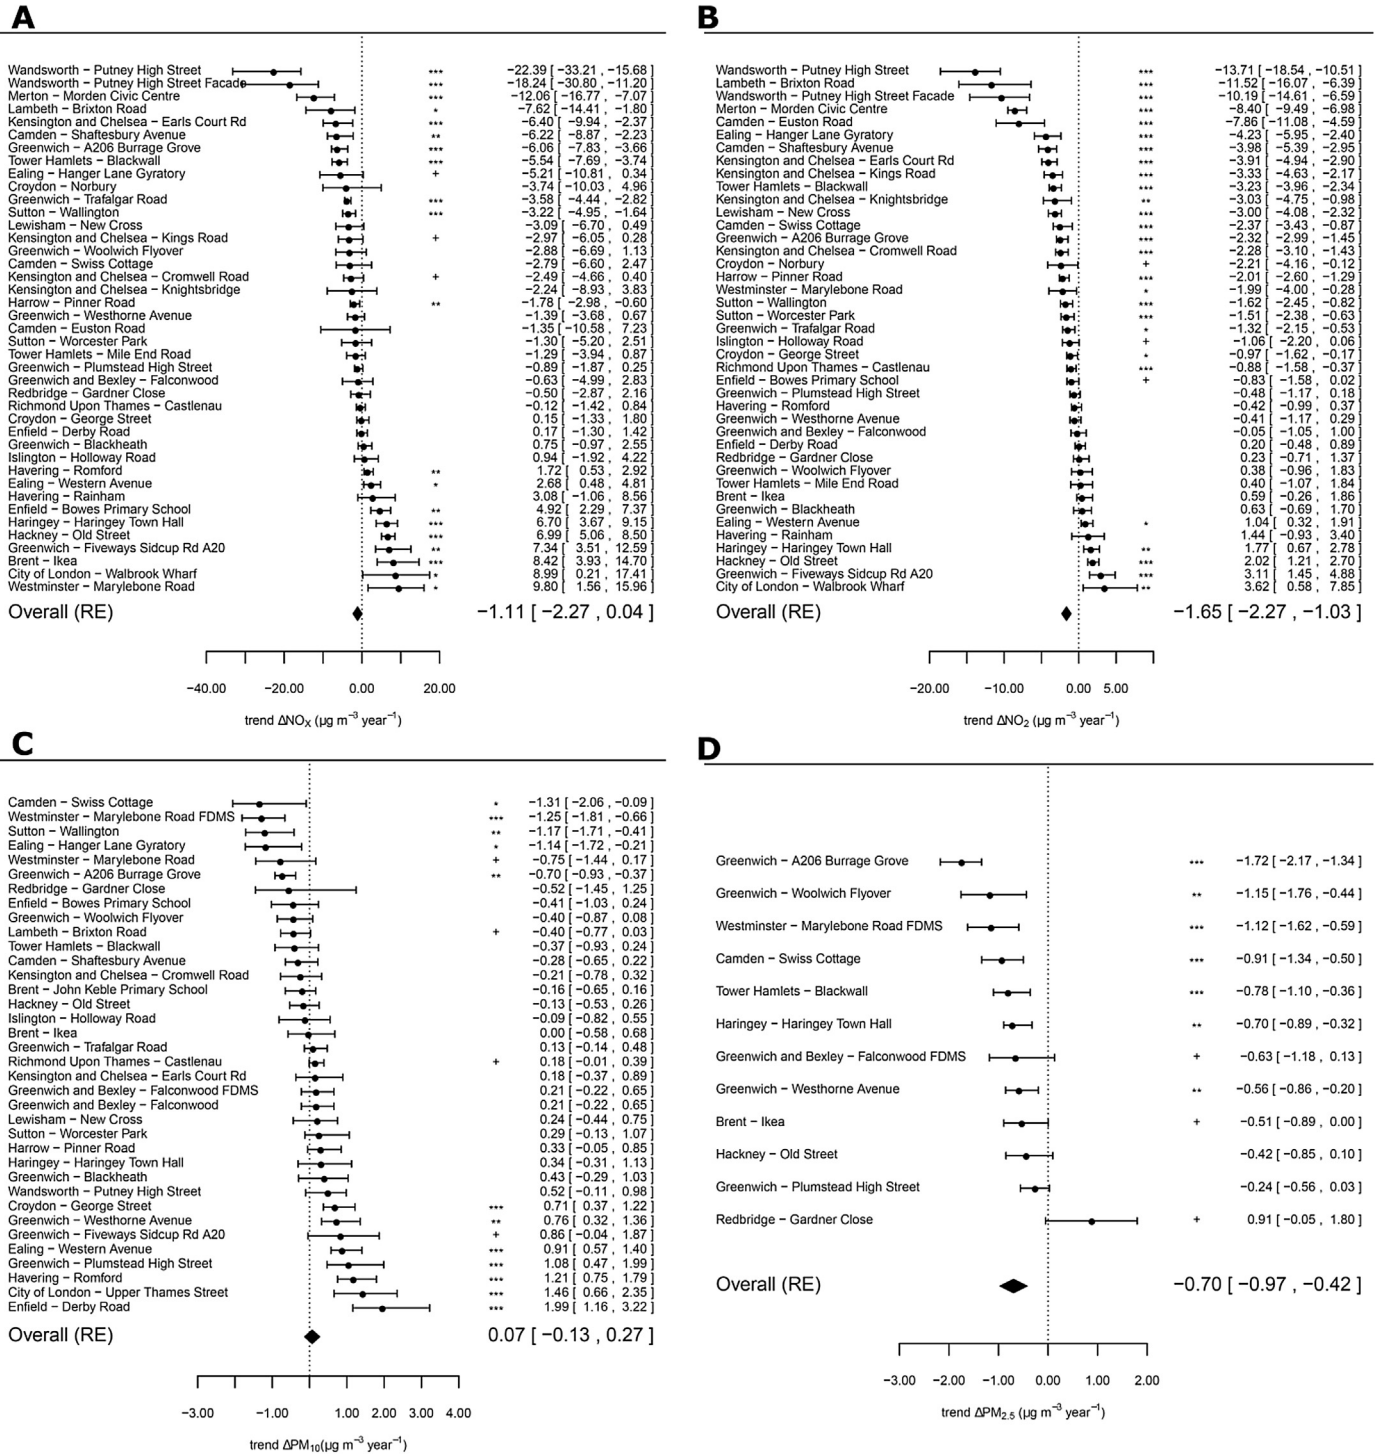 A
Wandsworth − Putney High Street *** −22.39 [ −33.21 , −15.68 ]
Wandsworth − Putney High Street Facade *** −18.24 [ −30.80 , −11.20 ]
Merton − Morden Civic Centre *** −12.06 [ −16.77 , −7.07 ]
Lambeth − Brixton Road * −7.62 [ −14.41 , −1.80 ]
Kensington and Chelsea − Earls Court Rd *** −6.40 [ −9.94 , −2.37 ]
Camden − Shaftesbury Avenue ** −6.22 [ −8.87 , −2.23 ]
Greenwich − A206 Burrage Grove *** −6.06 [ −7.83 , −3.66 ]
Tower Hamlets − Blackwall *** −5.54 [ −7.69 , −3.74 ]
Ealing − Hanger Lane Gyratory + −5.21 [ −10.81 , 0.34 ]
Croydon − Norbury −3.74 [ −10.03 , 4.96 ]
Greenwich − Trafalgar Road *** −3.58 [ −4.44 , −2.82 ]
Sutton − Wallington *** −3.22 [ −4.95 , −1.64 ]
Lewisham − New Cross −3.09 [ −6.70 , 0.49 ]
Kensington and Chelsea − Kings Road + −2.97 [ −6.05 , 0.28 ]
Greenwich − Woolwich Flyover −2.88 [ −6.69 , 1.13 ]
Camden − Swiss Cottage −2.79 [ −6.60 , 2.47 ]
Kensington and Chelsea − Cromwell Road + −2.49 [ −4.66 , 0.40 ]
Kensington and Chelsea − Knightsbridge −2.24 [ −8.93 , 3.83 ]
Harrow − Pinner Road ** −1.78 [ −2.98 , −0.60 ]
Greenwich − Westhorne Avenue −1.39 [ −3.68 , 0.67 ]
Camden − Euston Road −1.35 [ −10.58 , 7.23 ]
Sutton − Worcester Park −1.30 [ −5.20 , 2.51 ]
Tower Hamlets − Mile End Road −1.29 [ −3.94 , 0.87 ]
Greenwich − Plumstead High Street −0.89 [ −1.87 , 0.25 ]
Greenwich and Bexley − Falconwood −0.63 [ −4.99 , 2.83 ]
Redbridge − Gardner Close −0.50 [ −2.87 , 2.16 ]
Richmond Upon Thames − Castlenau −0.12 [ −1.42 , 0.84 ]
Croydon − George Street 0.15 [ −1.33 , 1.80 ]
Enfield − Derby Road 0.17 [ −1.30 , 1.42 ]
Greenwich − Blackheath 0.75 [ −0.97 , 2.55 ]
Islington − Holloway Road 0.94 [ −1.92 , 4.22 ]
Havering − Romford ** 1.72 [ 0.53 , 2.92 ]
Ealing − Western Avenue * 2.68 [ 0.48 , 4.81 ]
Havering − Rainham 3.08 [ −1.06 , 8.56 ]
Enfield − Bowes Primary School ** 4.92 [ 2.29 , 7.37 ]
Haringey − Haringey Town Hall *** 6.70 [ 3.67 , 9.15 ]
Hackney − Old Street *** 6.99 [ 5.06 , 8.50 ]
Greenwich − Fiveways Sidcup Rd A20 ** 7.34 [ 3.51 , 12.59 ]
Brent − Ikea *** 8.42 [ 3.93 , 14.70 ]
City of London − Walbrook Wharf * 8.99 [ 0.21 , 17.41 ]
Westminster − Marylebone Road * 9.80 [ 1.56 , 15.96 ]
Overall (RE) −1.11 [ −2.27 , 0.04 ]
−40.00 −20.00 0.00 20.00
trend ΔNOX (µg m−3 year−1)
B
Wandsworth − Putney High Street *** −13.71 [ −18.54 , −10.51 ]
Lambeth − Brixton Road *** −11.52 [ −16.07 , −6.39 ]
Wandsworth − Putney High Street Facade *** −10.19 [ −14.61 , −6.59 ]
Merton − Morden Civic Centre *** −8.40 [ −9.49 , −6.98 ]
Camden − Euston Road *** −7.86 [ −11.08 , −4.59 ]
Ealing − Hanger Lane Gyratory *** −4.23 [ −5.95 , −2.40 ]
Camden − Shaftesbury Avenue *** −3.98 [ −5.39 , −2.95 ]
Kensington and Chelsea − Earls Court Rd *** −3.91 [ −4.94 , −2.90 ]
Kensington and Chelsea − Kings Road *** −3.33 [ −4.63 , −2.17 ]
Tower Hamlets − Blackwall *** −3.23 [ −3.96 , −2.34 ]
Kensington and Chelsea − Knightsbridge ** −3.03 [ −4.75 , −0.98 ]
Lewisham − New Cross *** −3.00 [ −4.08 , −2.32 ]
Camden − Swiss Cottage *** −2.37 [ −3.43 , −0.87 ]
Greenwich − A206 Burrage Grove *** −2.32 [ −2.99 , −1.45 ]
Kensington and Chelsea − Cromwell Road *** −2.28 [ −3.10 , −1.43 ]
Croydon − Norbury + −2.21 [ −4.16 , −0.12 ]
Harrow − Pinner Road *** −2.01 [ −2.60 , −1.29 ]
Westminster − Marylebone Road * −1.99 [ −4.00 , −0.28 ]
Sutton − Wallington *** −1.62 [ −2.45 , −0.82 ]
Sutton − Worcester Park *** −1.51 [ −2.38 , −0.63 ]
Greenwich − Trafalgar Road * −1.32 [ −2.15 , −0.53 ]
Islington − Holloway Road + −1.06 [ −2.20 , 0.06 ]
Croydon − George Street * −0.97 [ −1.62 , −0.17 ]
Richmond Upon Thames − Castlenau *** −0.88 [ −1.58 , −0.37 ]
Enfield − Bowes Primary School + −0.83 [ −1.58 , 0.02 ]
Greenwich − Plumstead High Street −0.48 [ −1.17 , 0.18 ]
Havering − Romford −0.42 [ −0.99 , 0.37 ]
Greenwich − Westhorne Avenue −0.41 [ −1.17 , 0.29 ]
Greenwich and Bexley − Falconwood −0.05 [ −1.05 , 1.00 ]
Enfield − Derby Road 0.20 [ −0.48 , 0.89 ]
Redbridge − Gardner Close 0.23 [ −0.71 , 1.37 ]
Greenwich − Woolwich Flyover 0.38 [ −0.96 , 1.83 ]
Tower Hamlets − Mile End Road 0.40 [ −1.07 , 1.84 ]
Brent − Ikea 0.59 [ −0.26 , 1.86 ]
Greenwich − Blackheath 0.63 [ −0.69 , 1.70 ]
Ealing − Western Avenue * 1.04 [ 0.32 , 1.91 ]
Havering − Rainham 1.44 [ −0.93 , 3.40 ]
Haringey − Haringey Town Hall ** 1.77 [ 0.67 , 2.78 ]
Hackney − Old Street *** 2.02 [ 1.21 , 2.70 ]
Greenwich − Fiveways Sidcup Rd A20 *** 3.11 [ 1.45 , 4.88 ]
City of London − Walbrook Wharf ** 3.62 [ 0.58 , 7.85 ]
Overall (RE) −1.65 [ −2.27 , −1.03 ]
−20.00 −10.00 0.00 5.00
trend ΔNO2 (µg m−3 year−1)
C
Camden − Swiss Cottage * −1.31 [ −2.06 , −0.09 ]
Westminster − Marylebone Road FDMS *** −1.25 [ −1.81 , −0.66 ]
Sutton − Wallington ** −1.17 [ −1.71 , −0.41 ]
Ealing − Hanger Lane Gyratory * −1.14 [ −1.72 , −0.21 ]
Westminster − Marylebone Road + −0.75 [ −1.44 , 0.17 ]
Greenwich − A206 Burrage Grove ** −0.70 [ −0.93 , −0.37 ]
Redbridge − Gardner Close −0.52 [ −1.45 , 1.25 ]
Enfield − Bowes Primary School −0.41 [ −1.03 , 0.24 ]
Greenwich − Woolwich Flyover −0.40 [ −0.87 , 0.08 ]
Lambeth − Brixton Road + −0.40 [ −0.77 , 0.03 ]
Tower Hamlets − Blackwall −0.37 [ −0.93 , 0.24 ]
Camden − Shaftesbury Avenue −0.28 [ −0.65 , 0.22 ]
Kensington and Chelsea − Cromwell Road −0.21 [ −0.78 , 0.32 ]
Brent − John Keble Primary School −0.16 [ −0.65 , 0.16 ]
Hackney − Old Street −0.13 [ −0.53 , 0.26 ]
Islington − Holloway Road −0.09 [ −0.82 , 0.55 ]
Brent − Ikea 0.00 [ −0.58 , 0.68 ]
Greenwich − Trafalgar Road 0.13 [ −0.14 , 0.48 ]
Richmond Upon Thames − Castlenau + 0.18 [ −0.01 , 0.39 ]
Kensington and Chelsea − Earls Court Rd 0.18 [ −0.37 , 0.89 ]
Greenwich and Bexley − Falconwood FDMS 0.21 [ −0.22 , 0.65 ]
Greenwich and Bexley − Falconwood 0.21 [ −0.22 , 0.65 ]
Lewisham − New Cross 0.24 [ −0.44 , 0.75 ]
Sutton − Worcester Park 0.29 [ −0.13 , 1.07 ]
Harrow − Pinner Road 0.33 [ −0.05 , 0.85 ]
Haringey − Haringey Town Hall 0.34 [ −0.31 , 1.13 ]
Greenwich − Blackheath 0.43 [ −0.29 , 1.03 ]
Wandsworth − Putney High Street 0.52 [ −0.11 , 0.98 ]
Croydon − George Street *** 0.71 [ 0.37 , 1.22 ]
Greenwich − Westhorne Avenue ** 0.76 [ 0.32 , 1.36 ]
Greenwich − Fiveways Sidcup Rd A20 + 0.86 [ −0.04 , 1.87 ]
Ealing − Western Avenue *** 0.91 [ 0.57 , 1.40 ]
Greenwich − Plumstead High Street *** 1.08 [ 0.47 , 1.99 ]
Havering − Romford *** 1.21 [ 0.75 , 1.79 ]
City of London − Upper Thames Street *** 1.46 [ 0.66 , 2.35 ]
Enfield − Derby Road *** 1.99 [ 1.16 , 3.22 ]
Overall (RE) 0.07 [ −0.13 , 0.27 ]
−3.00 −1.00 1.00 2.00 3.00 4.00
trend ΔPM10(µg m−3 year−1)
D
Greenwich − A206 Burrage Grove *** −1.72 [ −2.17 , −1.34 ]
Greenwich − Woolwich Flyover ** −1.15 [ −1.76 , −0.44 ]
Westminster − Marylebone Road FDMS *** −1.12 [ −1.62 , −0.59 ]
Camden − Swiss Cottage *** −0.91 [ −1.34 , −0.50 ]
Tower Hamlets − Blackwall *** −0.78 [ −1.10 , −0.36 ]
Haringey − Haringey Town Hall ** −0.70 [ −0.89 , −0.32 ]
Greenwich and Bexley − Falconwood FDMS + −0.63 [ −1.18 , 0.13 ]
Greenwich − Westhorne Avenue ** −0.56 [ −0.86 , −0.20 ]
Brent − Ikea + −0.51 [ −0.89 , 0.00 ]
Hackney − Old Street −0.42 [ −0.85 , 0.10 ]
Greenwich − Plumstead High Street −0.24 [ −0.56 , 0.03 ]
Redbridge − Gardner Close + 0.91 [ −0.05 , 1.80 ]
Overall (RE) −0.70 [ −0.97 , −0.42 ]
−3.00 −2.00 −1.00 0.00 1.00 2.00
trend ΔPM2.5 (µg m−3 year−1)